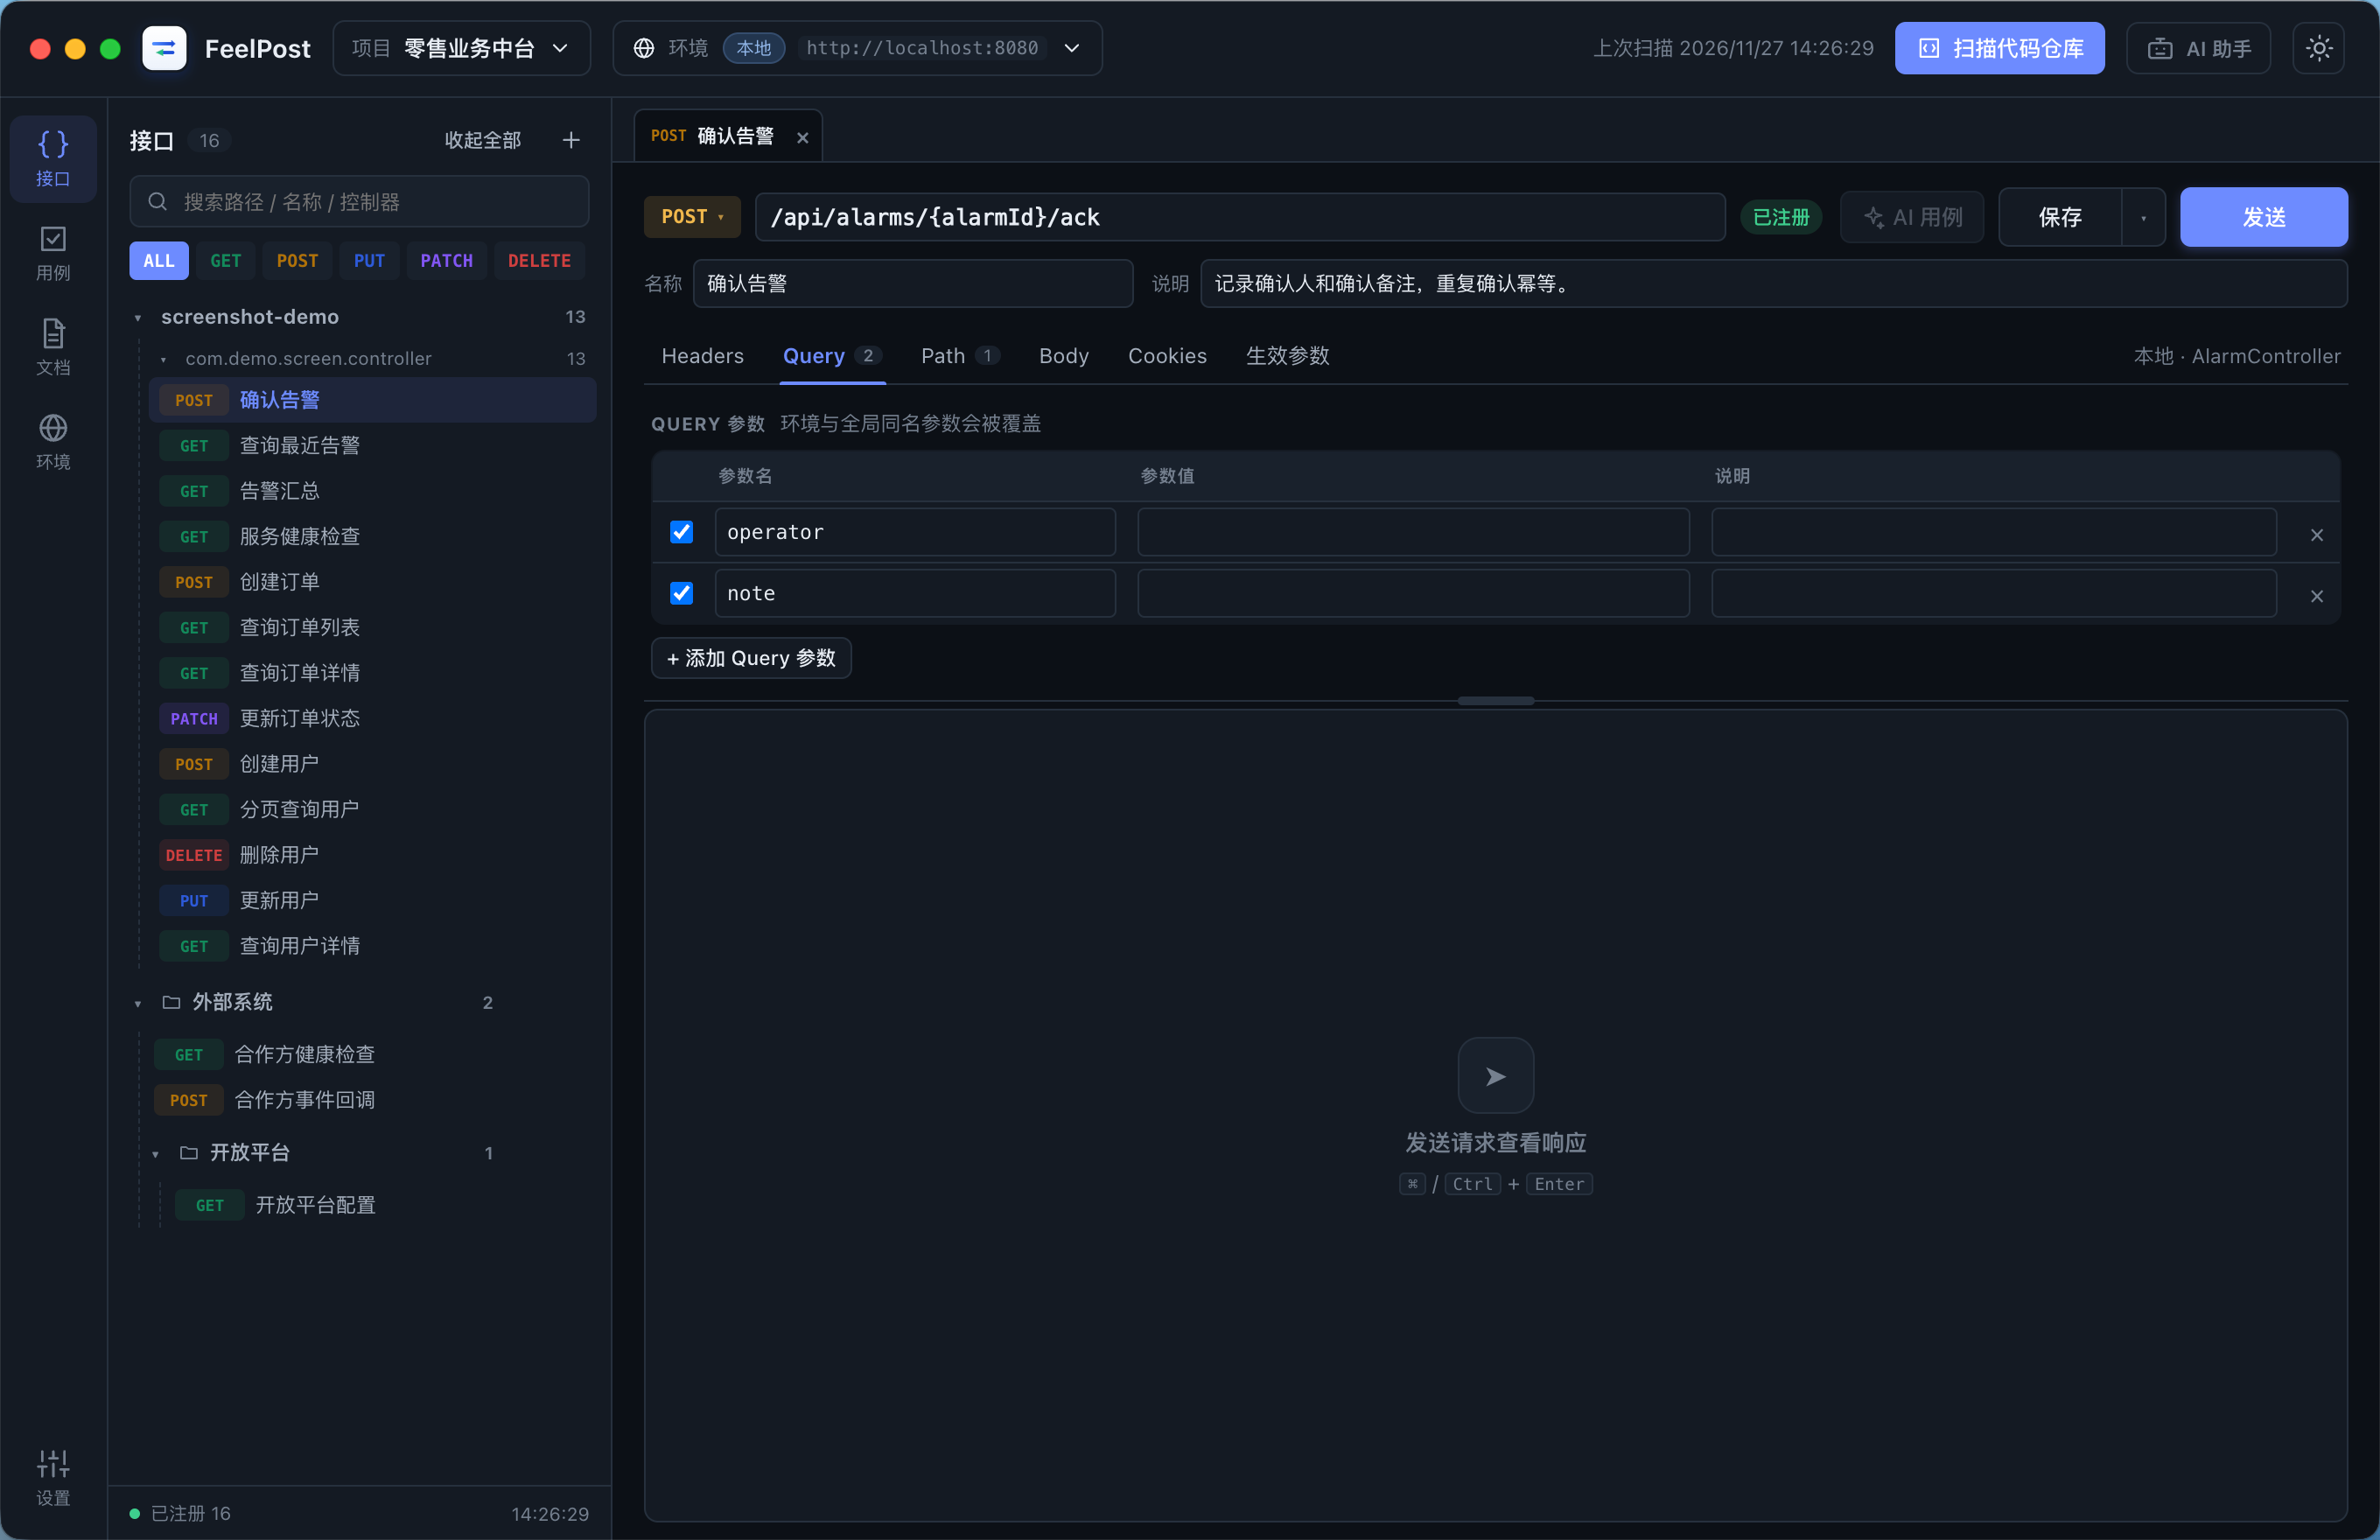 FeelPost 项目 零售业务中台 环境 本地 http://localhost:8080 上次扫描 2026/11/27 14:26:29 扫描代码仓库 AI 助手
接口
用例
文档
环境
设置
接口 16 收起全部 +
搜索路径 / 名称 / 控制器
ALL GET POST PUT PATCH DELETE
screenshot-demo 13
com.demo.screen.controller 13
POST 确认告警
GET 查询最近告警
GET 告警汇总
GET 服务健康检查
POST 创建订单
GET 查询订单列表
GET 查询订单详情
PATCH 更新订单状态
POST 创建用户
GET 分页查询用户
DELETE 删除用户
PUT 更新用户
GET 查询用户详情
外部系统 2
GET 合作方健康检查
POST 合作方事件回调
开放平台 1
GET 开放平台配置
已注册 16 14:26:29
POST 确认告警 ×
POST /api/alarms/{alarmId}/ack 已注册 AI 用例 保存 发送
名称 确认告警 说明 记录确认人和确认备注，重复确认幂等。
Headers Query 2 Path 1 Body Cookies 生效参数 本地 · AlarmController
QUERY 参数 环境与全局同名参数会被覆盖
参数名 参数值 说明
operator ×
note ×
+ 添加 Query 参数
发送请求查看响应
⌘ / Ctrl + Enter